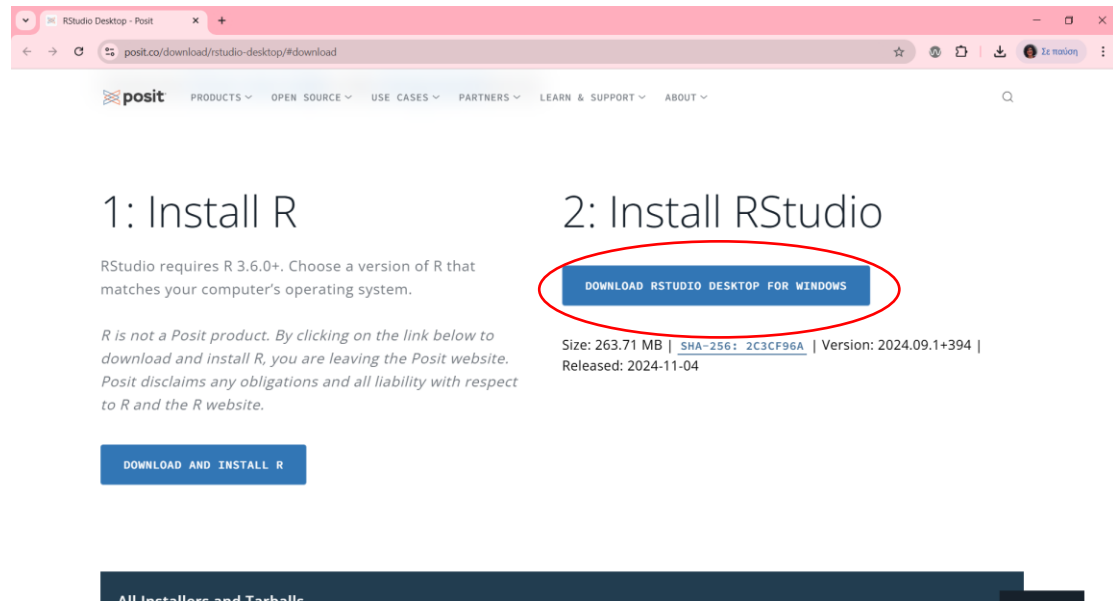 RStudio Desktop - Posit
posit.co/download/rstudio-desktop/#download
Σε παύση
posit PRODUCTS OPEN SOURCE USE CASES PARTNERS LEARN & SUPPORT ABOUT
1: Install R
RStudio requires R 3.6.0+. Choose a version of R that
matches your computer's operating system.
R is not a Posit product. By clicking on the link below to
download and install R, you are leaving the Posit website.
Posit disclaims any obligations and all liability with respect
to R and the R website.
DOWNLOAD AND INSTALL R
2: Install RStudio
DOWNLOAD RSTUDIO DESKTOP FOR WINDOWS
Size: 263.71 MB | SHA-256: 2C3CF96A | Version: 2024.09.1+394 |
Released: 2024-11-04
All Installers and Tarballs